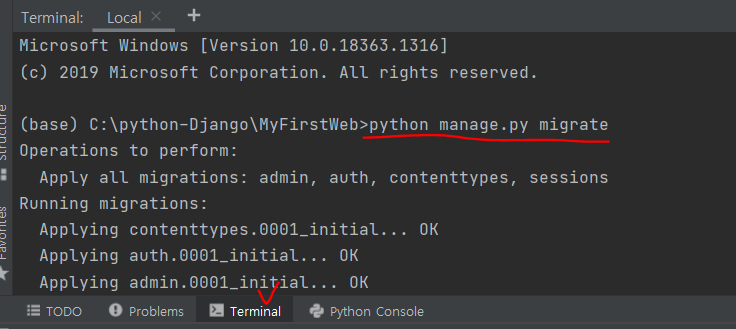 Terminal: Local × +
Microsoft Windows [Version 10.0.18363.1316]
(c) 2019 Microsoft Corporation. All rights reserved.
(base) C:\python-Django\MyFirstWeb>python manage.py migrate
Operations to perform:
  Apply all migrations: admin, auth, contenttypes, sessions
Running migrations:
  Applying contenttypes.0001_initial... OK
  Applying auth.0001_initial... OK
  Applying admin.0001_initial... OK
Structure
Favorites
TODO Problems Terminal Python Console